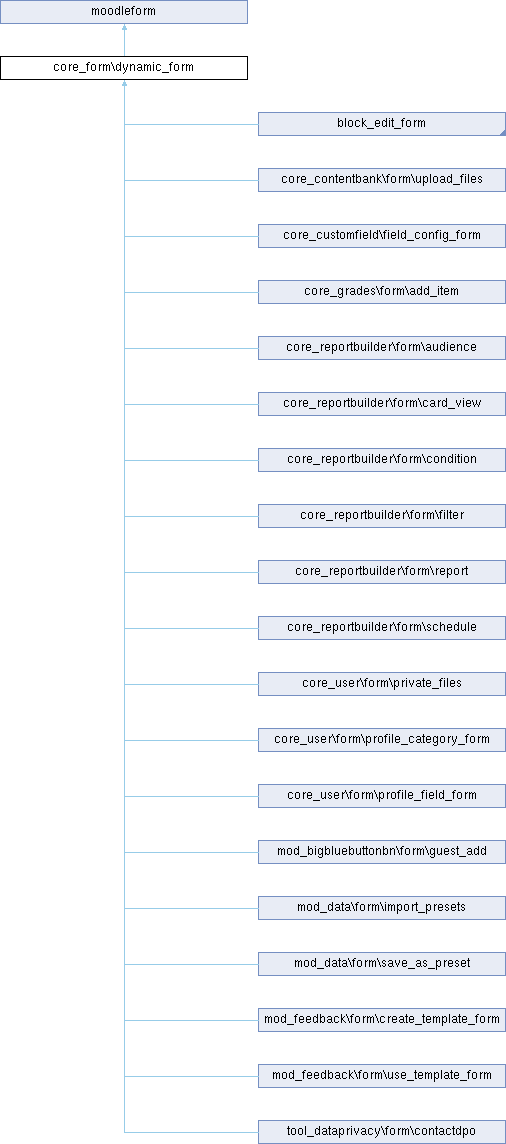 moodleform
core_form\dynamic_form
block_edit_form
core_contentbank\form\upload_files
core_customfield\field_config_form
core_grades\form\add_item
core_reportbuilder\form\audience
core_reportbuilder\form\card_view
core_reportbuilder\form\condition
core_reportbuilder\form\filter
core_reportbuilder\form\report
core_reportbuilder\form\schedule
core_user\form\private_files
core_user\form\profile_category_form
core_user\form\profile_field_form
mod_bigbluebuttonbn\form\guest_add
mod_data\form\import_presets
mod_data\form\save_as_preset
mod_feedback\form\create_template_form
mod_feedback\form\use_template_form
tool_dataprivacy\form\contactdpo